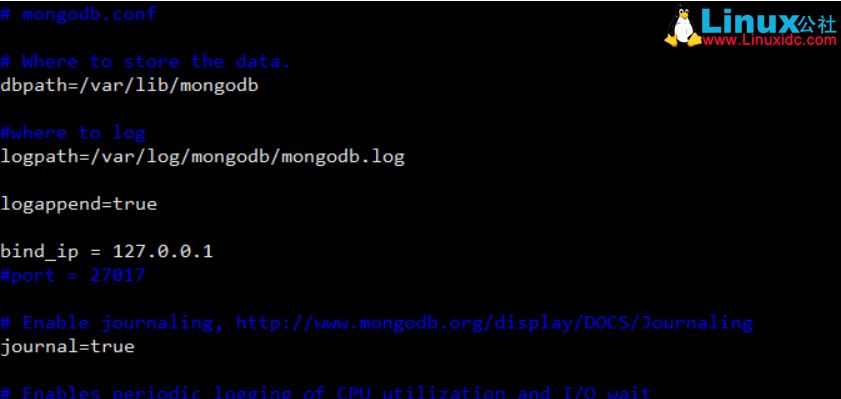 # mongodb.conf
Linux公社
www.Linuxidc.com
# Where to store the data.
dbpath=/var/lib/mongodb
#where to log
logpath=/var/log/mongodb/mongodb.log
logappend=true
bind_ip = 127.0.0.1
#port = 27017
# Enable journaling, http://www.mongodb.org/display/DOCS/Journaling
journal=true
# Enables periodic logging of CPU utilization and I/O wait